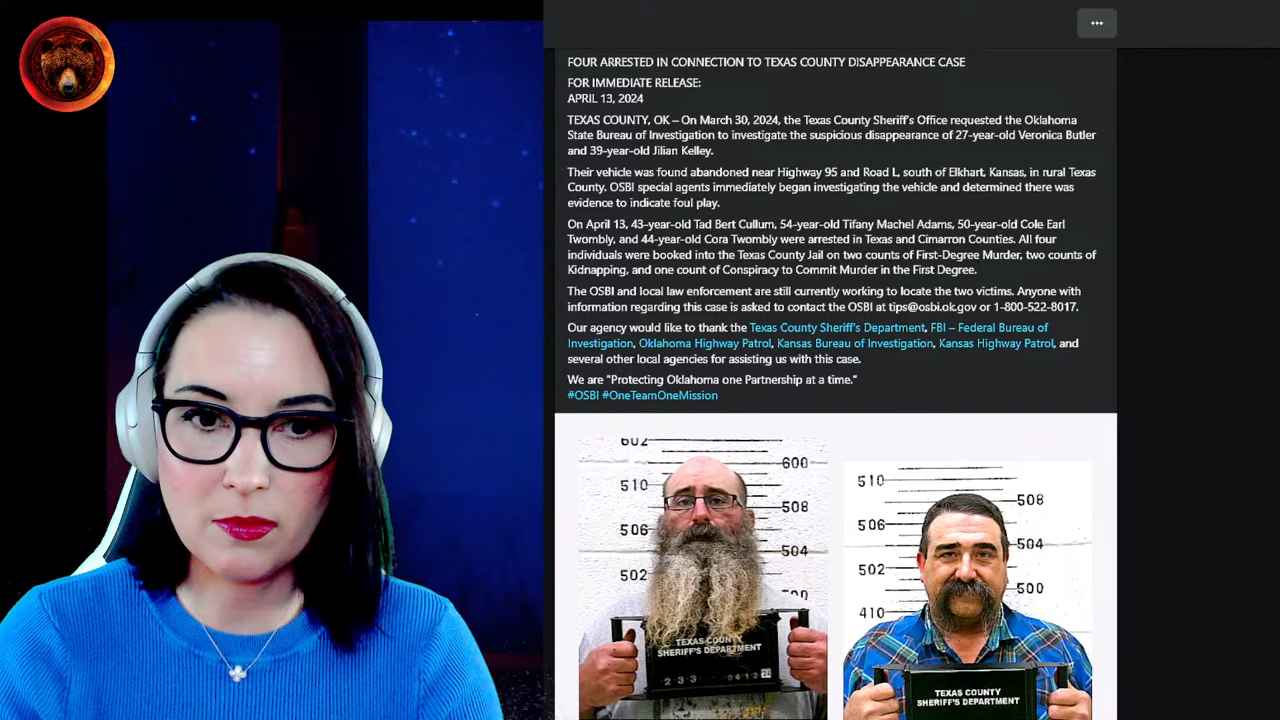 FOUR ARRESTED IN CONNECTION TO TEXAS COUNTY DISAPPEARANCE CASE
FOR IMMEDIATE RELEASE:
APRIL 13, 2024
TEXAS COUNTY, OK – On March 30, 2024, the Texas County Sheriff's Office requested the Oklahoma
State Bureau of Investigation to investigate the suspicious disappearance of 27-year-old Veronica Butler
and 39-year-old Jilian Kelley.
Their vehicle was found abandoned near Highway 95 and Road L, south of Elkhart, Kansas, in rural Texas
County. OSBI special agents immediately began investigating the vehicle and determined there was
evidence to indicate foul play.
On April 13, 43-year-old Tad Bert Cullum, 54-year-old Tifany Machel Adams, 50-year-old Cole Earl
Twombly, and 44-year-old Cora Twombly were arrested in Texas and Cimarron Counties. All four
individuals were booked into the Texas County Jail on two counts of First-Degree Murder, two counts of
Kidnapping, and one count of Conspiracy to Commit Murder in the First Degree.
The OSBI and local law enforcement are still currently working to locate the two victims. Anyone with
information regarding this case is asked to contact the OSBI at tips@osbi.ok.gov or 1-800-522-8017.
Our agency would like to thank the Texas County Sheriff's Department, FBI – Federal Bureau of
Investigation, Oklahoma Highway Patrol, Kansas Bureau of Investigation, Kansas Highway Patrol, and
several other local agencies for assisting us with this case.
We are "Protecting Oklahoma one Partnership at a time."
#OSBI #OneTeamOneMission
602
600
510
508
506
504
502
TEXAS COUNTY
SHERIFF'S DEPARTMENT
510
508
506
504
502
500
410
TEXAS COUNTY
SHERIFF'S DEPARTMENT